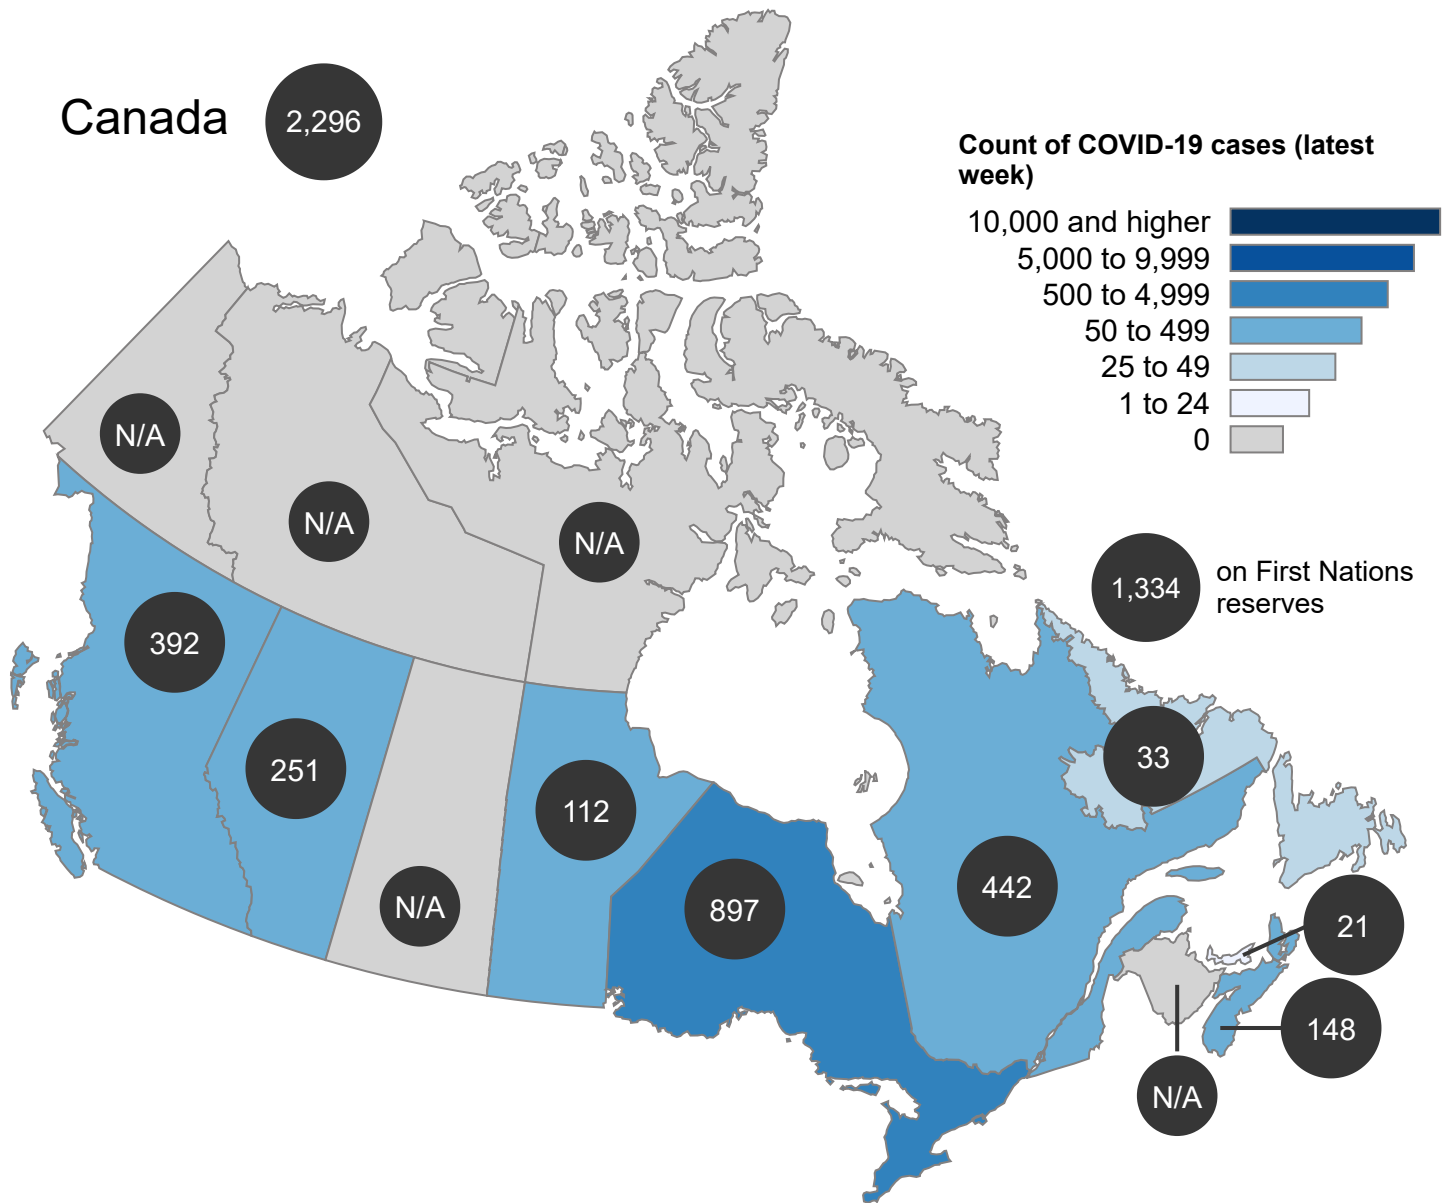 Canada
2,296
Count of COVID-19 cases (latest
week)
10,000 and higher
5,000 to 9,999
500 to 4,999
50 to 499
25 to 49
1 to 24
0
N/A
N/A
N/A
1,334
on First Nations
reserves
392
251
N/A
112
897
442
33
21
148
N/A